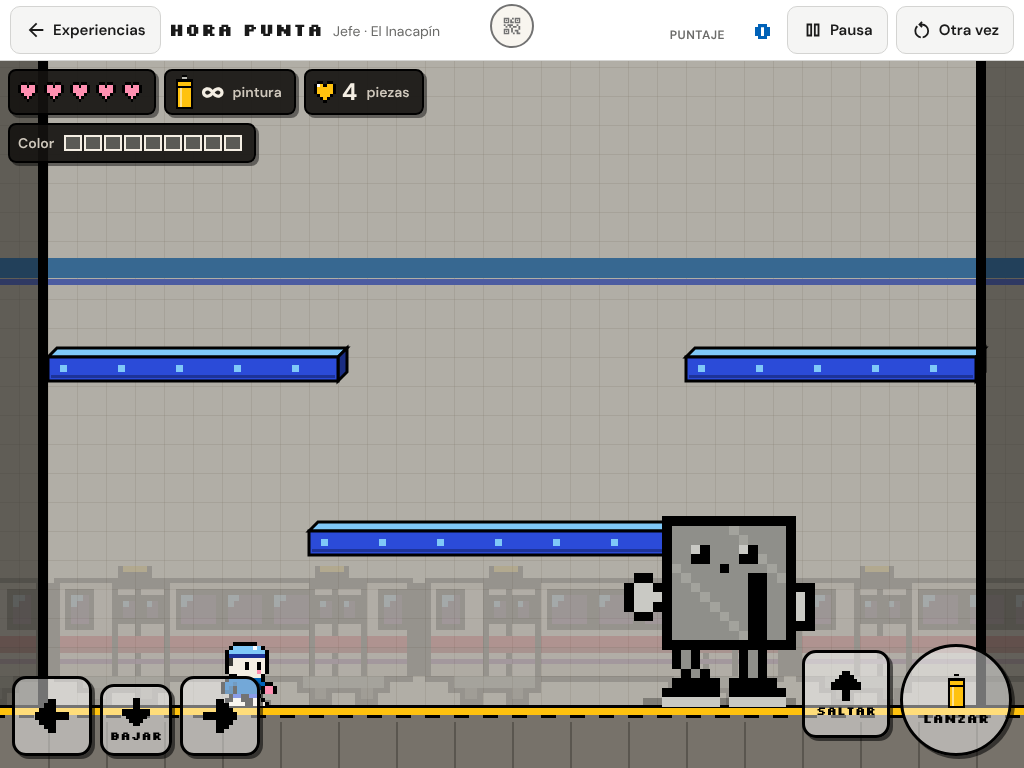 Experiencias
HORA PUNTA
Jefe · El Inacapín
PUNTAJE
0
Pausa
Otra vez
∞ pintura
4 piezas
Color
BAJAR
SALTAR
LANZAR